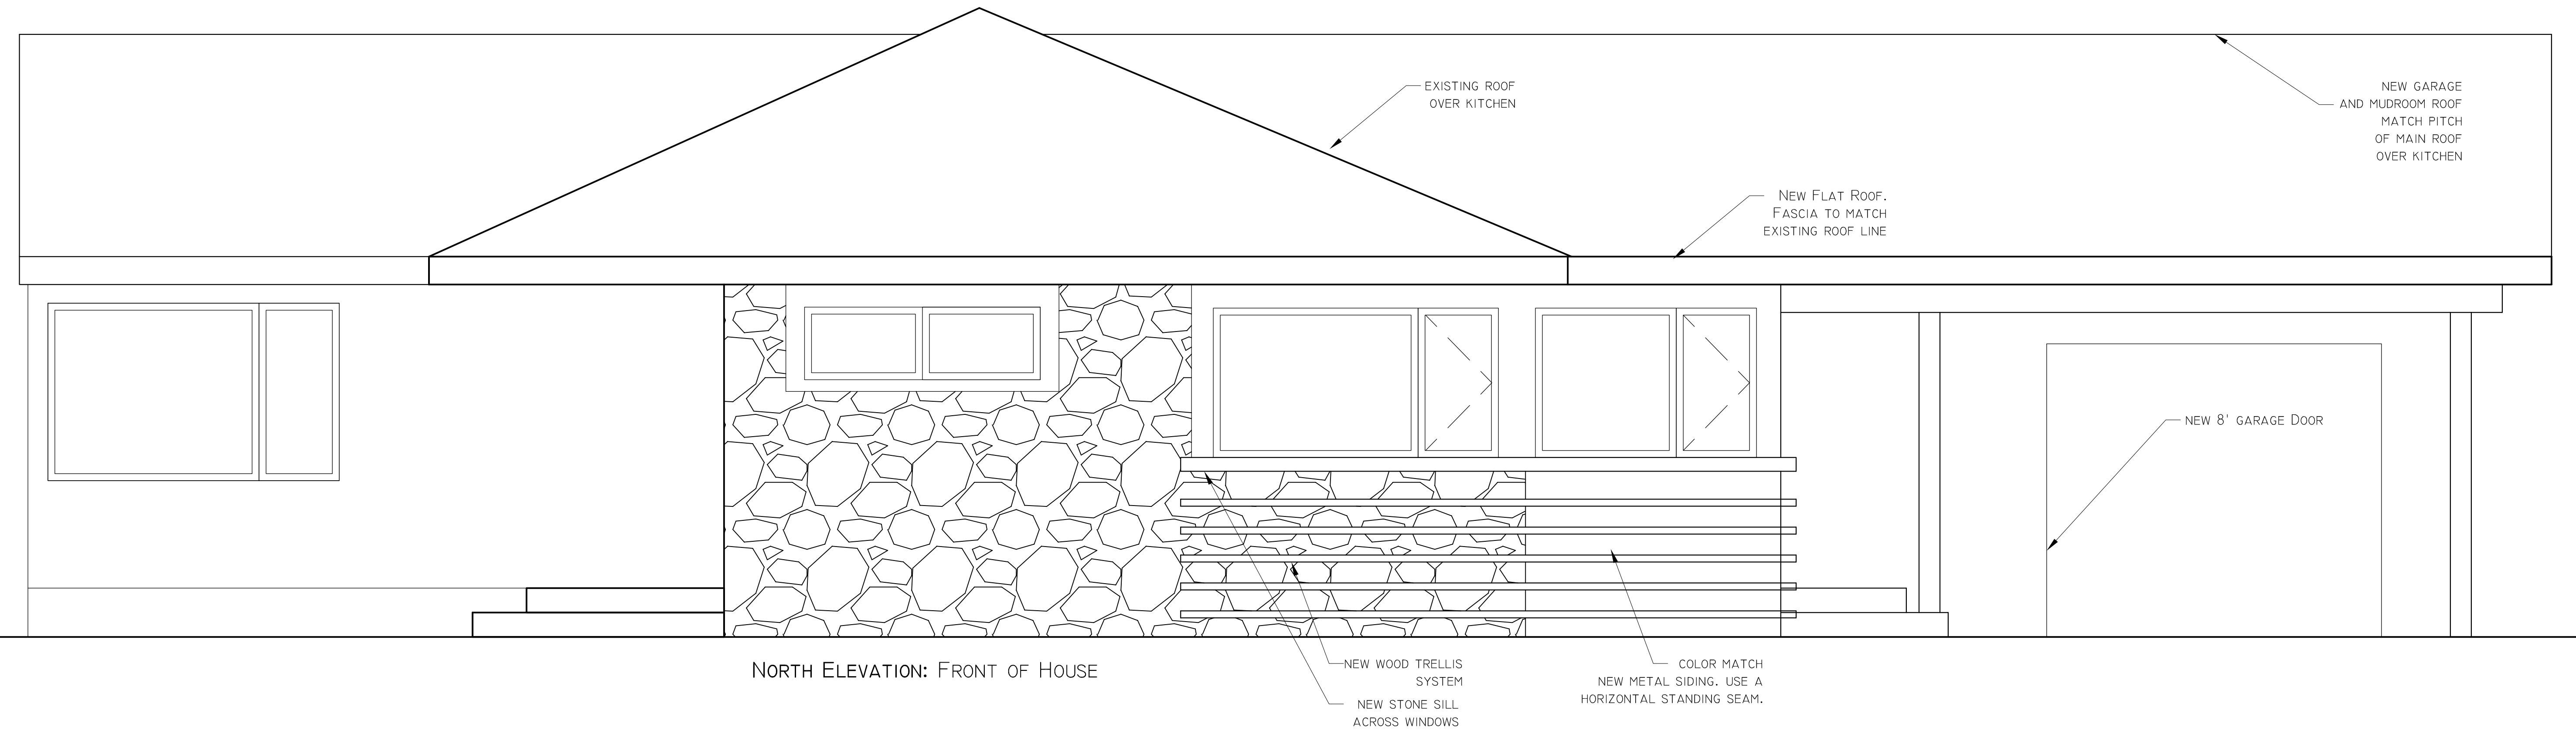 EXISTING ROOF
OVER KITCHEN
NEW GARAGE
AND MUDROOM ROOF
MATCH PITCH
OF MAIN ROOF
OVER KITCHEN
NEW FLAT ROOF.
FASCIA TO MATCH
EXISTING ROOF LINE
NEW 8' GARAGE DOOR
NORTH ELEVATION: FRONT OF HOUSE
NEW WOOD TRELLIS
SYSTEM
NEW STONE SILL
ACROSS WINDOWS
COLOR MATCH
NEW METAL SIDING. USE A
HORIZONTAL STANDING SEAM.